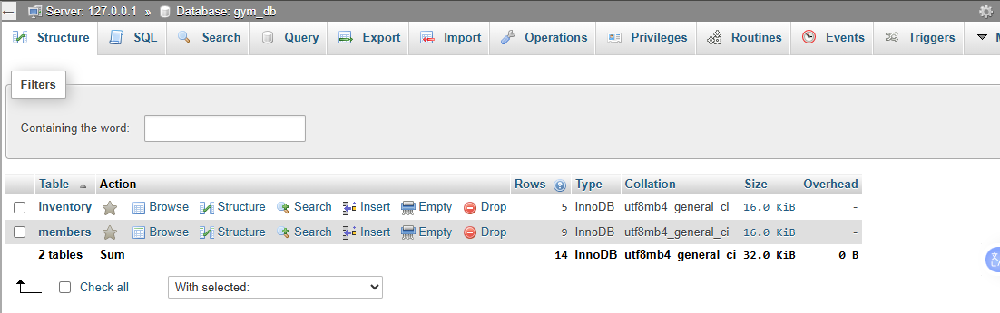 Server: 127.0.0.1 » Database: gym_db
Structure SQL Search Query Export Import Operations Privileges Routines Events Triggers
Filters
Containing the word:
Table Action Rows Type Collation Size Overhead
inventory Browse Structure Search Insert Empty Drop 5 InnoDB utf8mb4_general_ci 16.0 KiB -
members Browse Structure Search Insert Empty Drop 9 InnoDB utf8mb4_general_ci 16.0 KiB -
2 tables Sum 14 InnoDB utf8mb4_general_ci 32.0 KiB 0 B
Check all With selected: